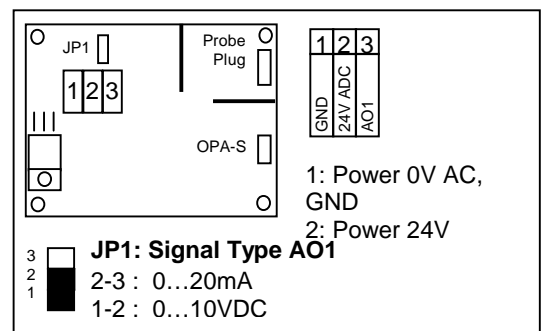 JP1
Probe
Plug
1 2 3
OPA-S
1 2 3
GND
24V ADC
AO1
1: Power 0V AC,
GND
2: Power 24V
JP1: Signal Type AO1
3
2
1
2-3 : 0...20mA
1-2 : 0...10VDC